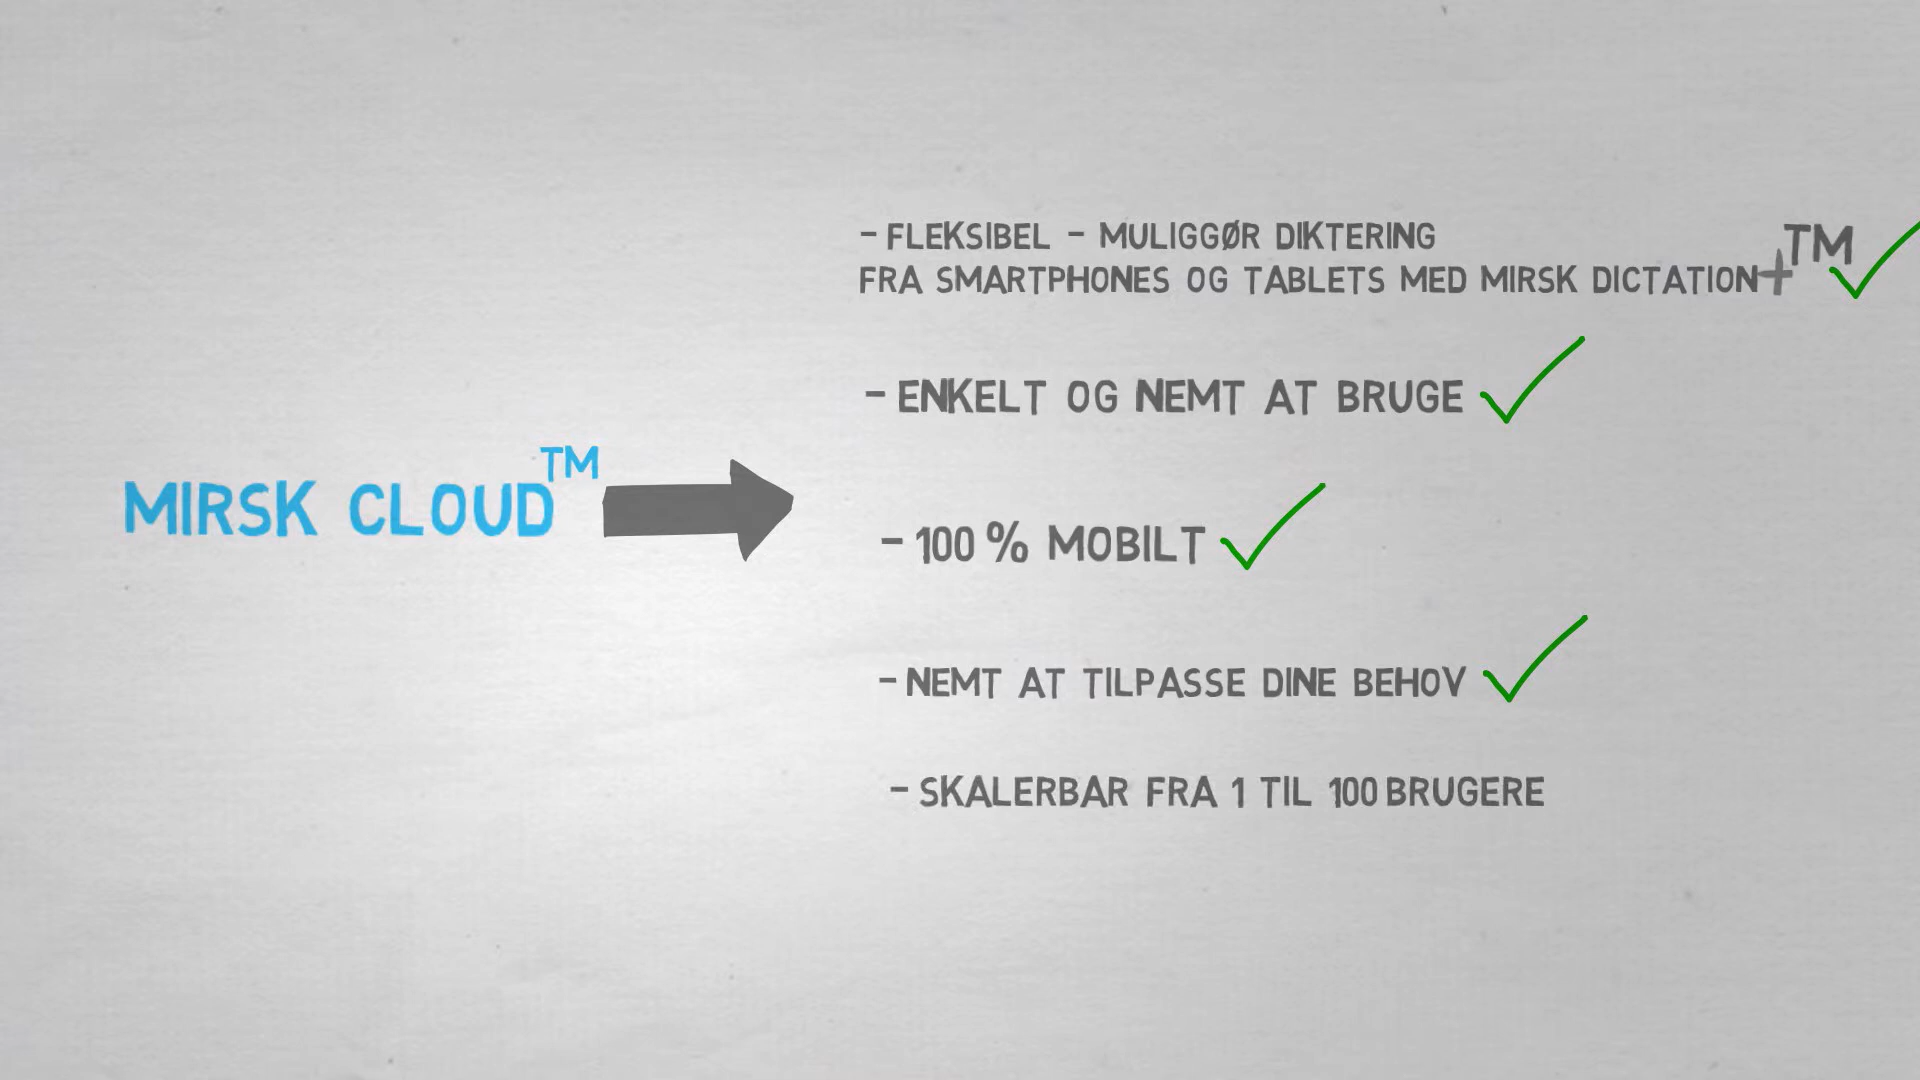 MIRSK CLOUD™
- FLEKSIBEL - MULIGGØR DIKTERING
FRA SMARTPHONES OG TABLETS MED MIRSK DICTATION+™
- ENKELT OG NEMT AT BRUGE
- 100 % MOBILT
- NEMT AT TILPASSE DINE BEHOV
- SKALERBAR FRA 1 TIL 100 BRUGERE